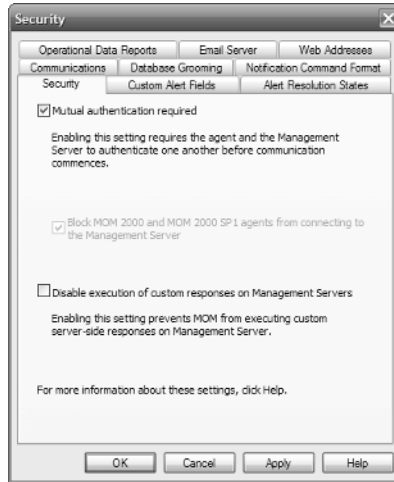 Security
Operational Data Reports
Email Server
Web Addresses
Communications
Database Grooming
Notification Command Format
Security
Custom Alert Fields
Alert Resolution States
Mutual authentication required
Enabling this setting requires the agent and the Management
Server to authenticate one another before communication
commences.
Block MOM 2000 and MOM 2000 SP1 agents from connecting to
the Management Server
Disable execution of custom responses on Management Servers
Enabling this setting prevents MOM from executing custom
server-side responses on Management Server.
For more information about these settings, click Help.
OK
Cancel
Apply
Help